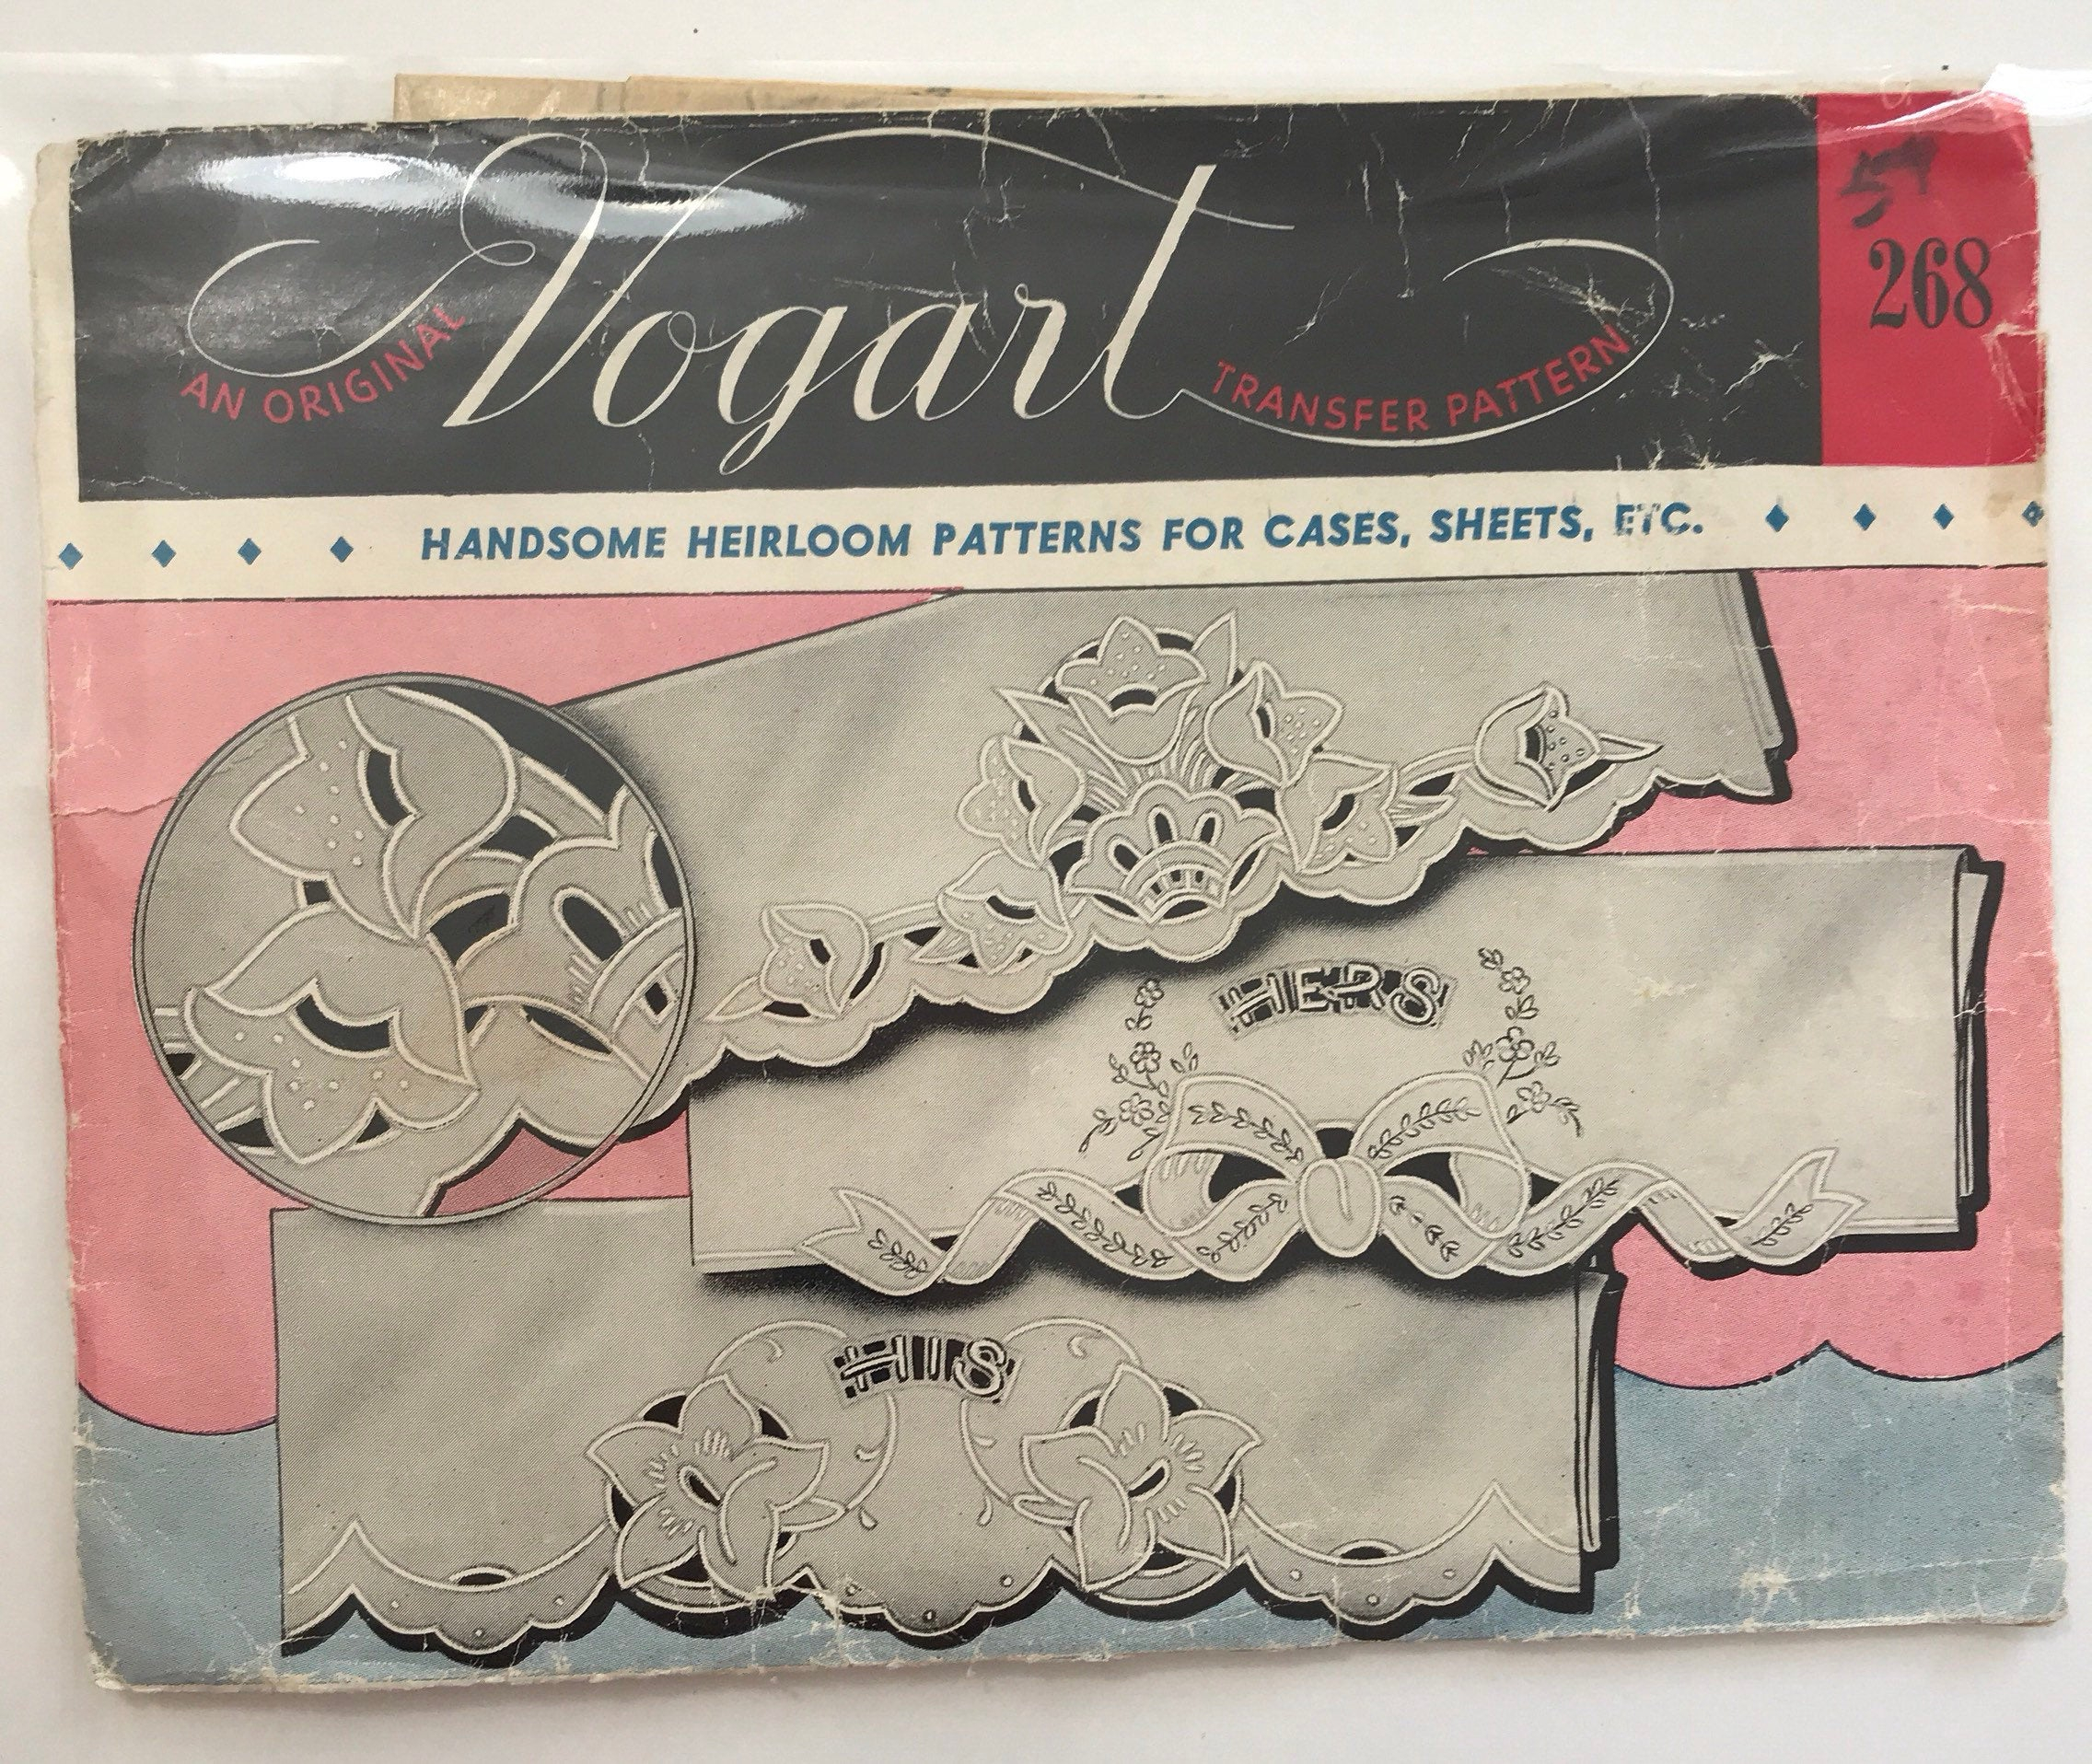 AN ORIGINAL
Vogart
TRANSFER PATTERN
268
HANDSOME HEIRLOOM PATTERNS FOR CASES, SHEETS, ETC.
HERS
HIS